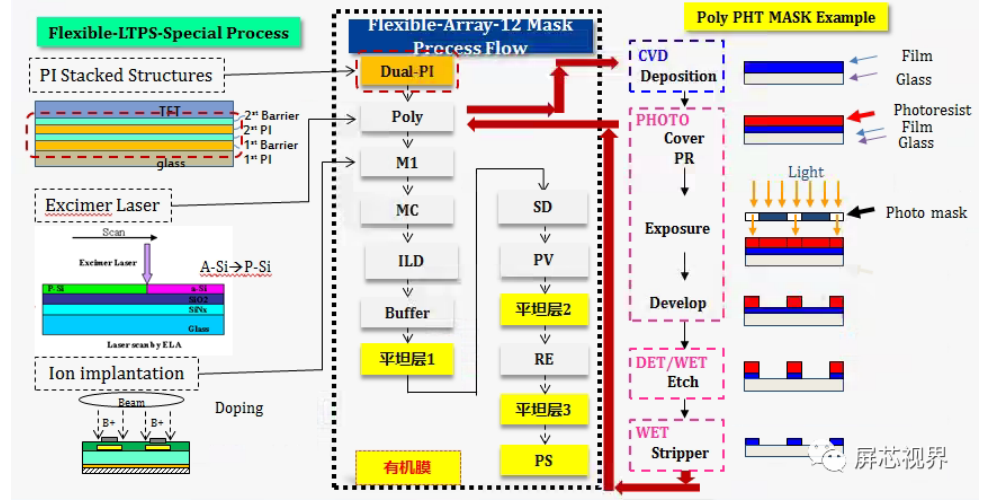 Flexible-LTPS-Special Process
PI Stacked Structures
TFT
2ˢᵗ Barrier
2ˢᵗ PI
1ˢᵗ Barrier
1ˢᵗ PI
glass
Excimer Laser
Scan
Excimer Laser
A-Si→P-Si
P-Si
a-Si
SiO2
SiNx
Glass
Laser scan by ELA
Ion implantation
Beam
Doping
B+
B+
Flexible-Array-12 Mask
Process Flow
Dual-PI
Poly
M1
MC
ILD
Buffer
平坦层1
SD
PV
平坦层2
RE
平坦层3
PS
有机膜
Poly PHT MASK Example
CVD
Deposition
PHOTO
Cover
PR
Exposure
Develop
DET/WET
Etch
WET
Stripper
Film
Glass
Photoresist
Film
Glass
Light
Photo mask
屏芯视界